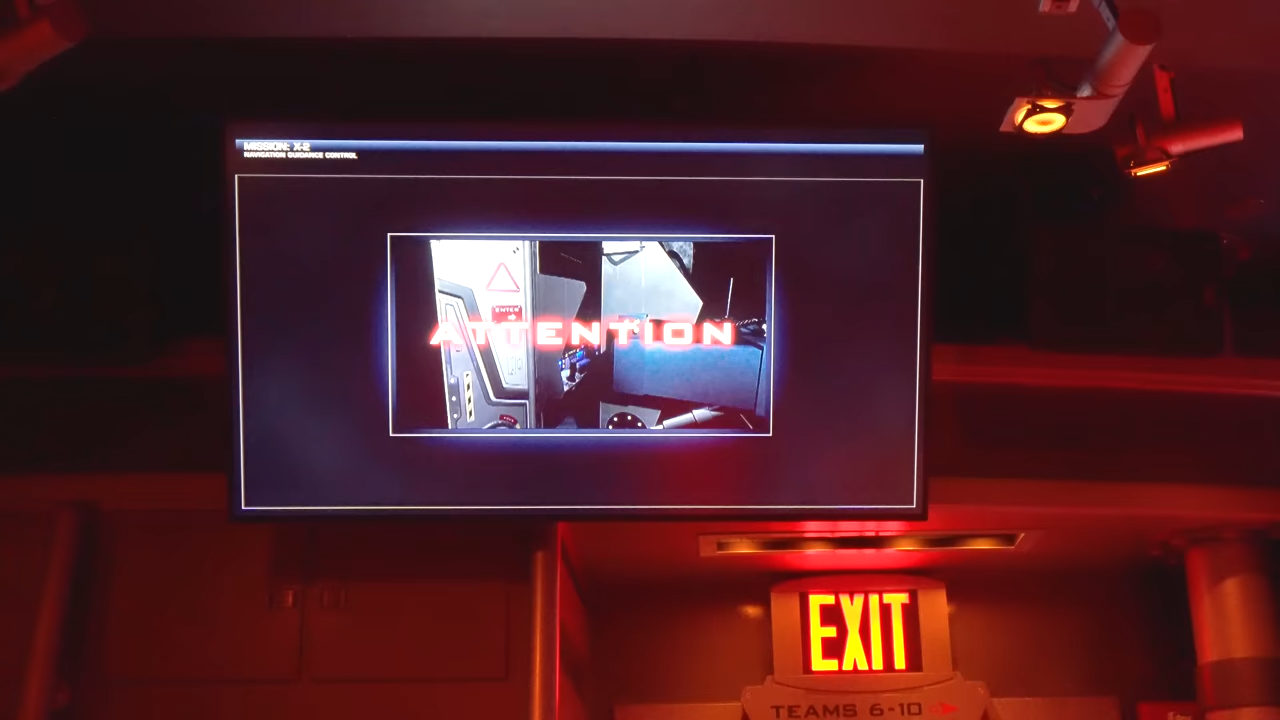 MISSION: X-2
NAVIGATION GUIDANCE CONTROL
ENTER
ATTENTION
EXIT
TEAMS 6-10